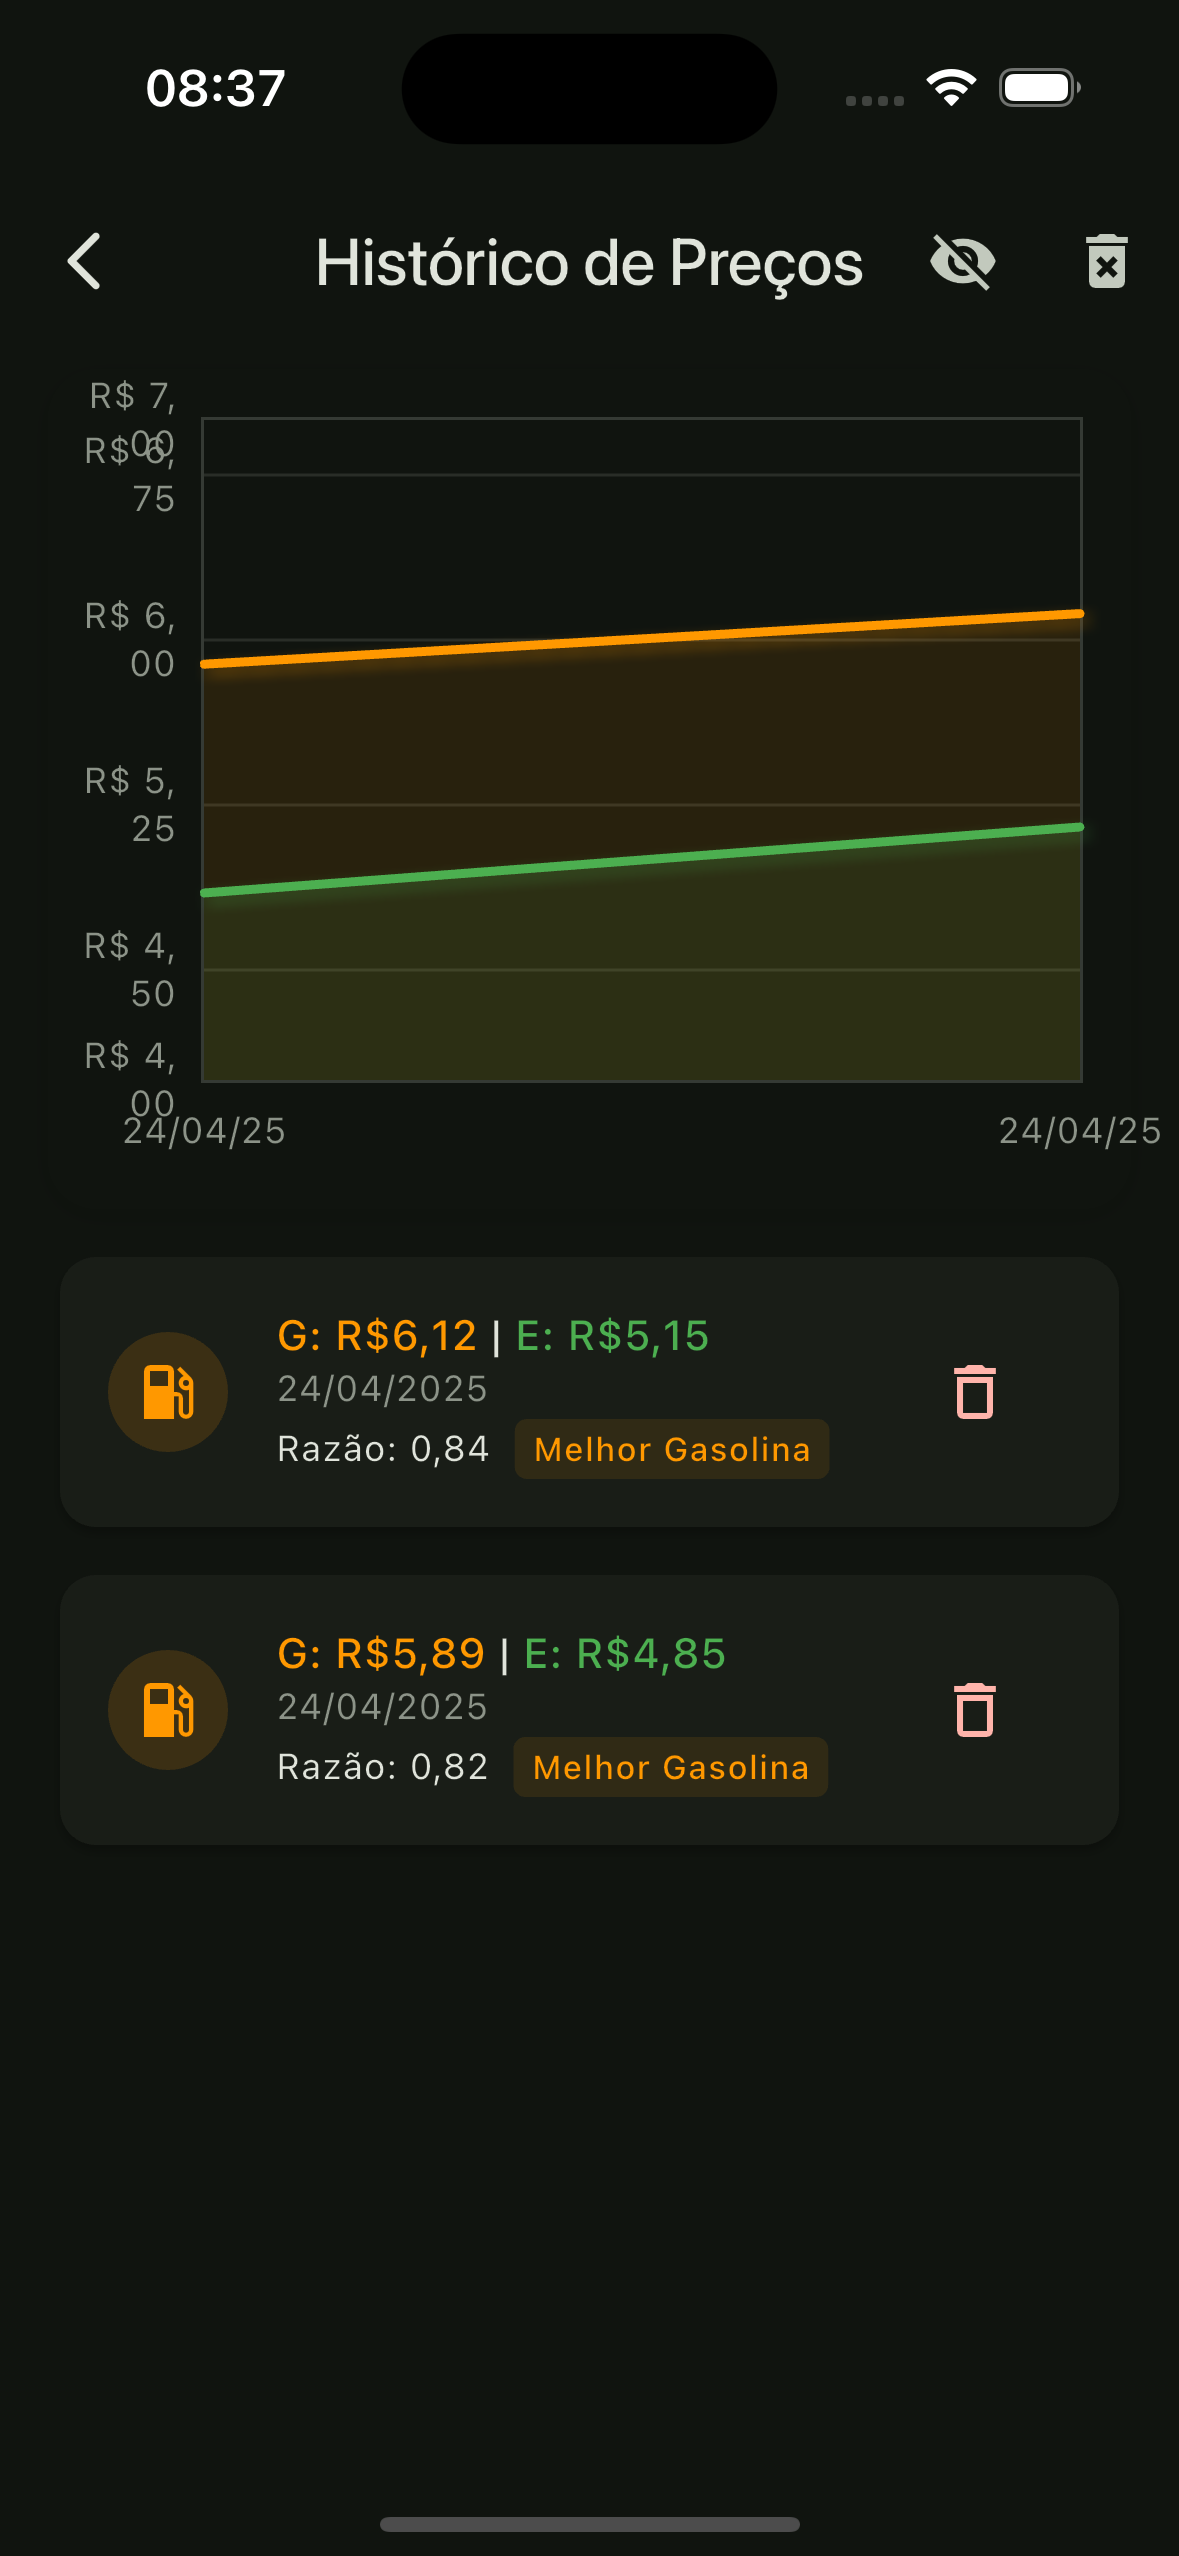 08:37
Histórico de Preços
R$ 7,
00
R$ 6,
75
R$ 6,
00
R$ 5,
25
R$ 4,
50
R$ 4,
00
24/04/25
24/04/25
G: R$6,12 | E: R$5,15
24/04/2025
Razão: 0,84 Melhor Gasolina
G: R$5,89 | E: R$4,85
24/04/2025
Razão: 0,82 Melhor Gasolina